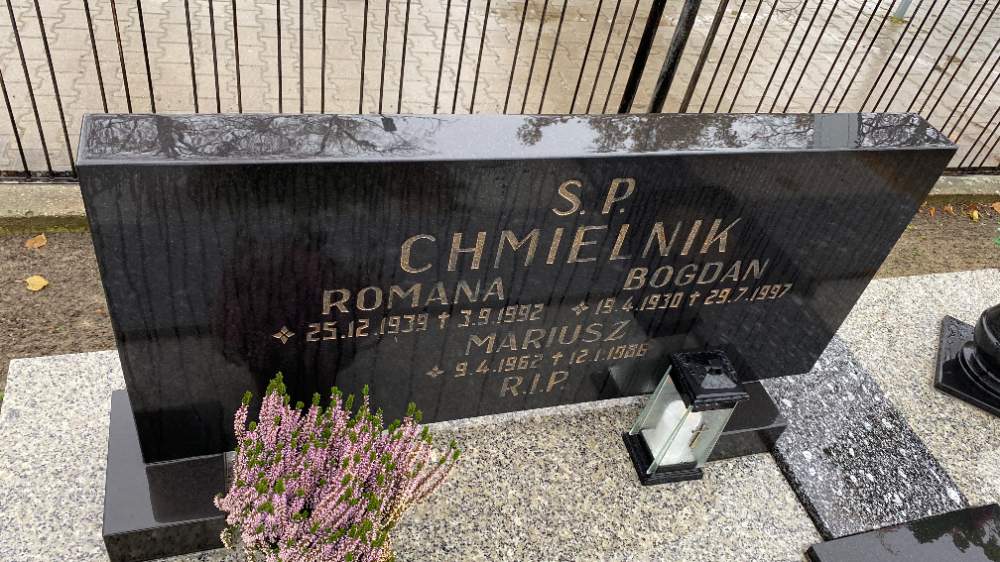 S. P.
CHMIELNIK
ROMANA BOGDAN
25.12.1939 † 3.9.1992 19.4.1930 † 29.7.1997
MARIUSZ
9.4.1962 † 12.1.1986
R.I.P.